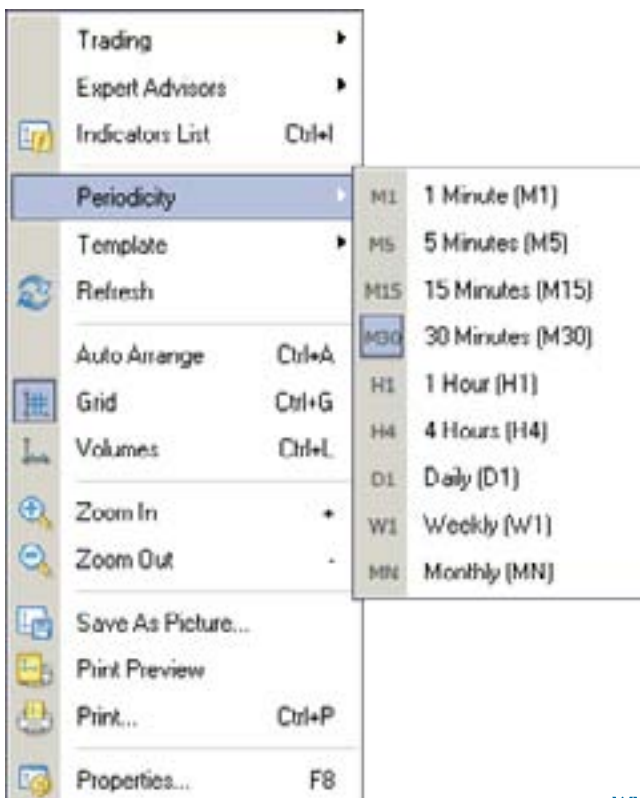 Trading
Expert Advisors
Indicators List Ctrl+I
Periodicity
Template
Refresh
Auto Arrange Ctrl+A
Grid Ctrl+G
Volumes Ctrl+L
Zoom In +
Zoom Out -
Save As Picture...
Print Preview
Print... Ctrl+P
Properties... F8
M1 1 Minute (M1)
M5 5 Minutes (M5)
M15 15 Minutes (M15)
M30 30 Minutes (M30)
H1 1 Hour (H1)
H4 4 Hours (H4)
D1 Daily (D1)
W1 Weekly (W1)
MN Monthly (MN)